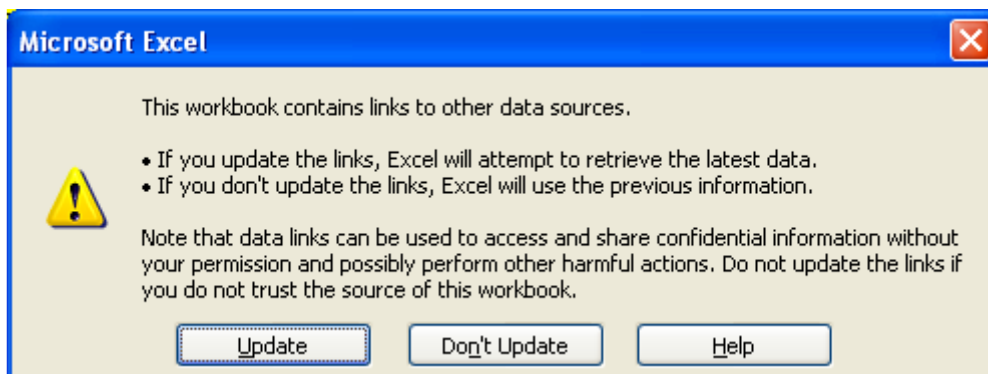 Microsoft Excel
This workbook contains links to other data sources.
• If you update the links, Excel will attempt to retrieve the latest data.
• If you don't update the links, Excel will use the previous information.
Note that data links can be used to access and share confidential information without
your permission and possibly perform other harmful actions. Do not update the links if
you do not trust the source of this workbook.
Update Don't Update Help